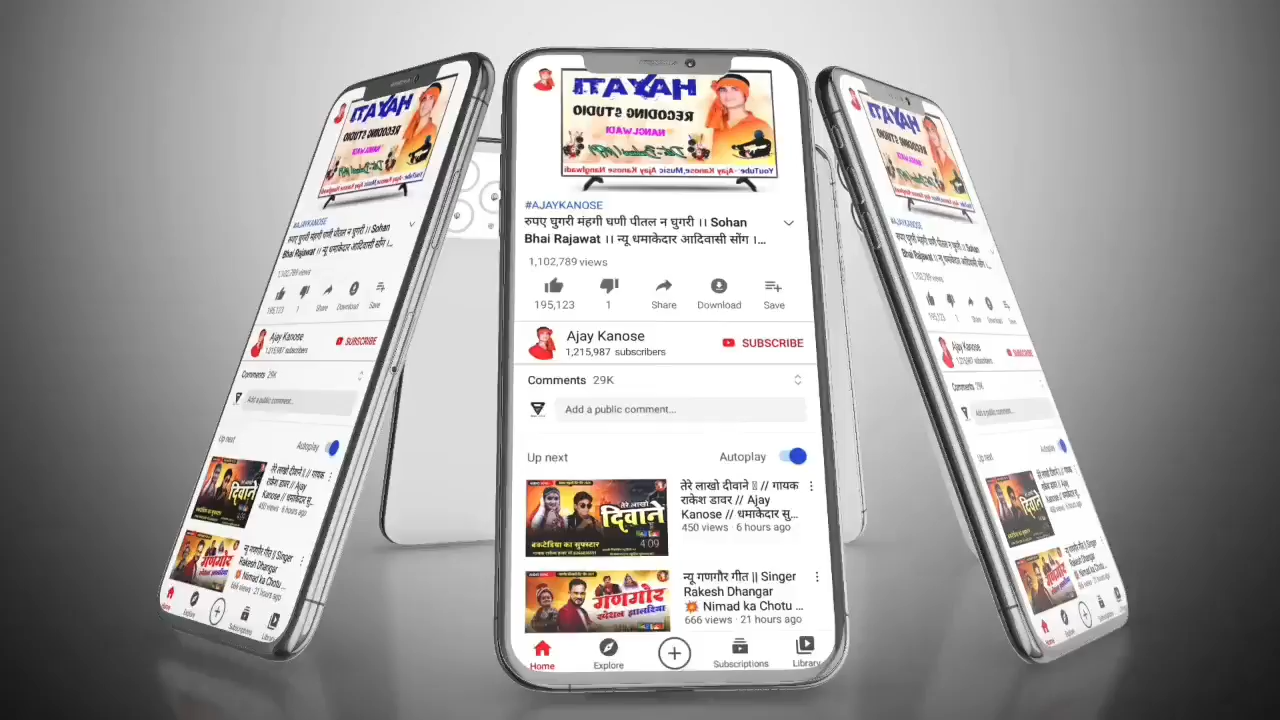 HAYATI
RECODING STUDIO
NANGLWADI
YouTube -Ajay Kanose,Music Ajay Kanose Nanglwadi
#AJAYKANOSE
रुपए घुगरी मंहगी घणी पीतल न घुगरी ।। Sohan
Bhai Rajawat ।। न्यू धमाकेदार आदिवासी सोंग ।...
1,102,789 views
195,123
1
Share
Download
Save
Ajay Kanose
1,215,987 subscribers
SUBSCRIBE
Comments 29K
Add a public comment...
Up next
Autoplay
तेरे लाखो
दिवाने
बकटेडिया का सुफ्स्टार
4:09
तेरे लाखो दीवाने // गायक
राकेश डावर // Ajay
Kanose // धमाकेदार सु...
450 views · 6 hours ago
गणगौर
स्पेशल झालरिया
न्यू गणगौर गीत || Singer
Rakesh Dhangar
💥 Nimad ka Chotu ...
666 views · 21 hours ago
Home
Explore
Subscriptions
Library